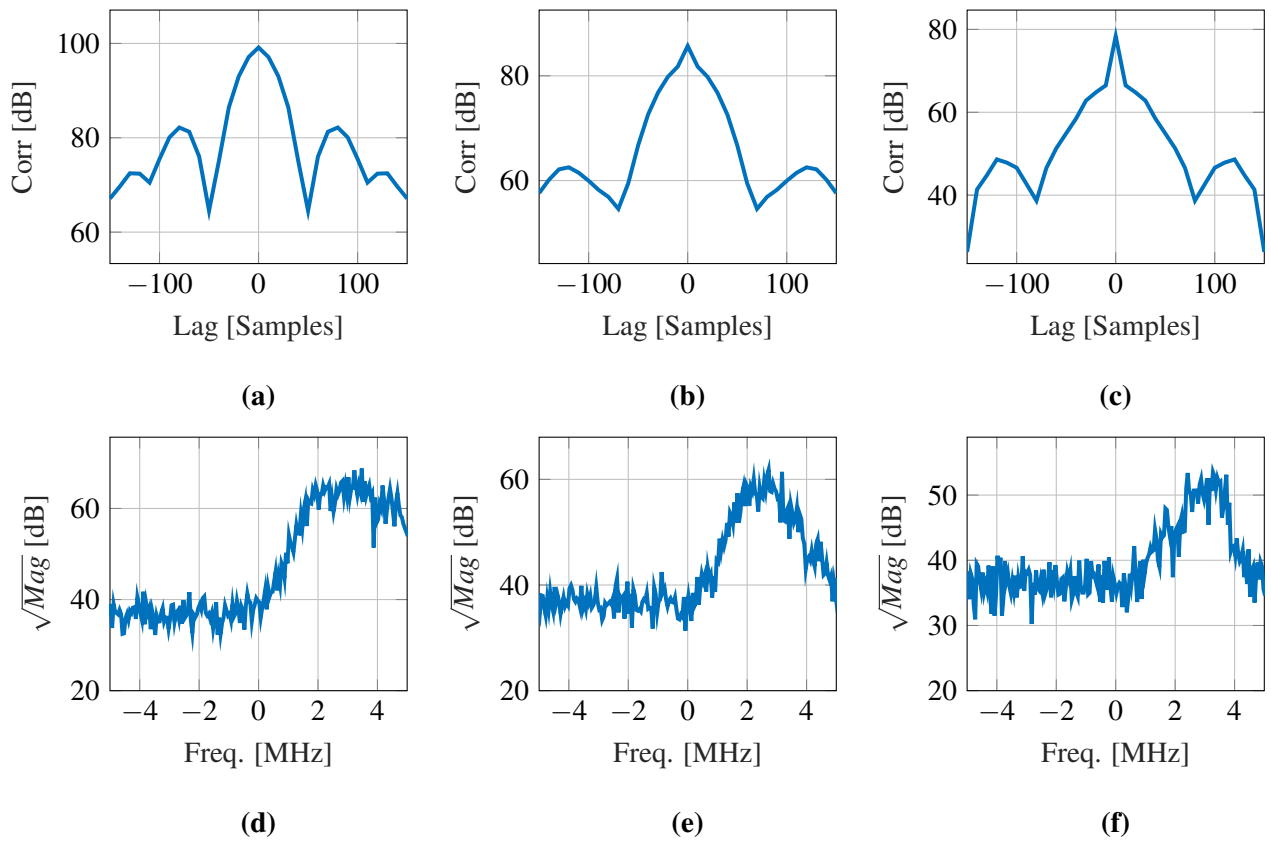 100
80
60
Corr [dB]
−100 0 100
Lag [Samples]
(a)
80
60
Corr [dB]
−100 0 100
Lag [Samples]
(b)
80
60
40
Corr [dB]
−100 0 100
Lag [Samples]
(c)
60
40
20
√Mag [dB]
−4 −2 0 2 4
Freq. [MHz]
(d)
60
40
20
√Mag [dB]
−4 −2 0 2 4
Freq. [MHz]
(e)
50
40
30
20
√Mag [dB]
−4 −2 0 2 4
Freq. [MHz]
(f)